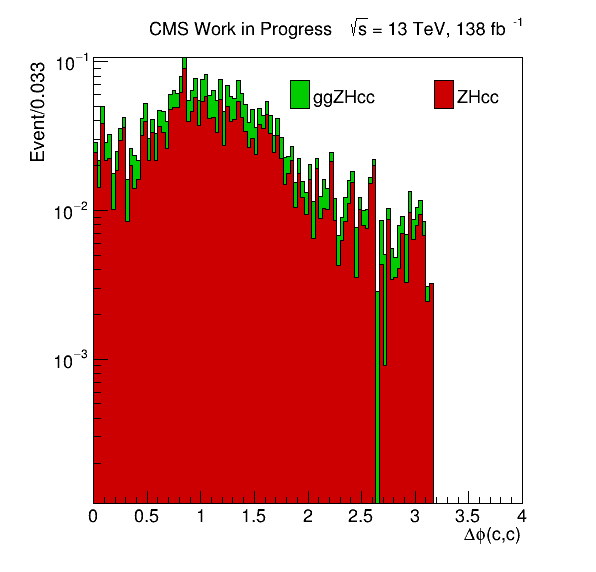 CMS Work in Progress √s = 13 TeV, 138 fb⁻¹
Event/0.033
10⁻¹
ggZHcc ZHcc
10⁻²
10⁻³
0 0.5 1 1.5 2 2.5 3 3.5 4
Δϕ(c,c)